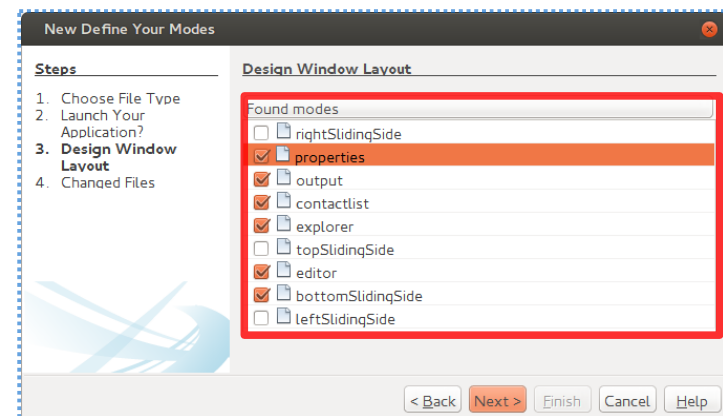 New Define Your Modes
Steps
1. Choose File Type
2. Launch Your
Application?
3. Design Window
Layout
4. Changed Files
Design Window Layout
Found modes
rightSlidingSide
properties
output
contactlist
explorer
topSlidingSide
editor
bottomSlidingSide
leftSlidingSide
< Back Next > Finish Cancel Help